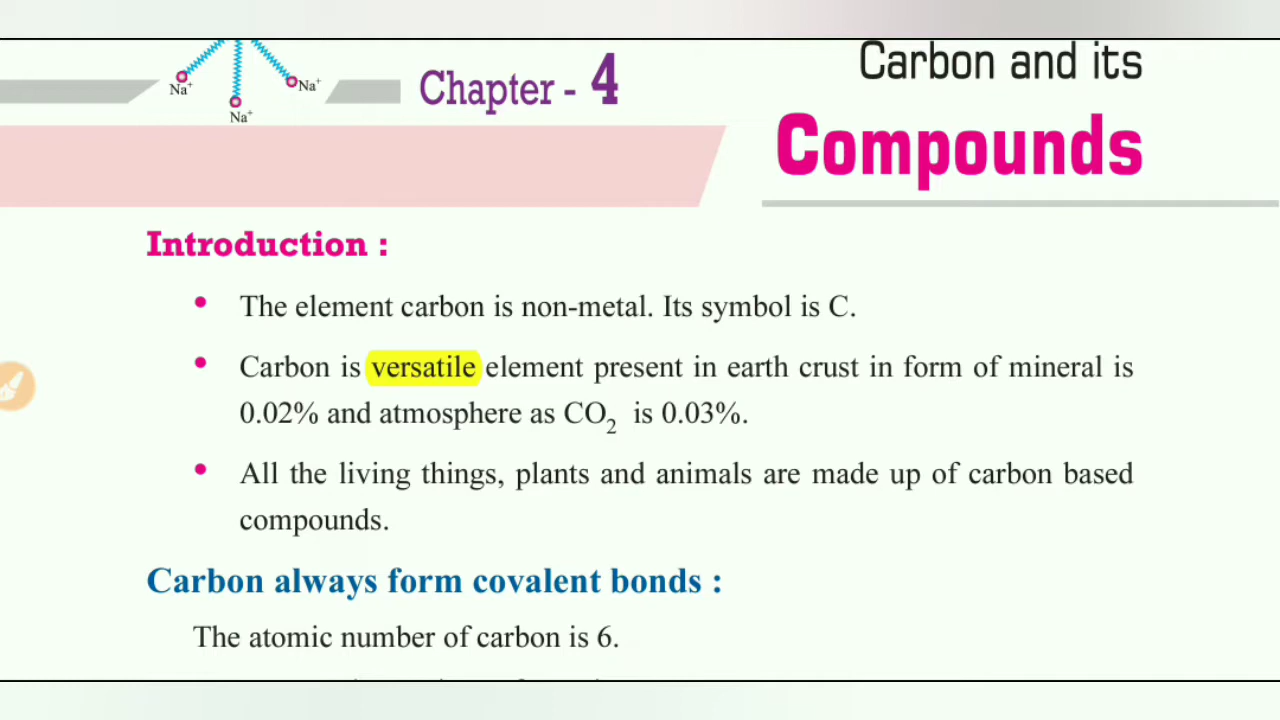 Na⁺
Na⁺
Na⁺
Chapter - 4
Carbon and its
Compounds
Introduction :
• The element carbon is non-metal. Its symbol is C.
• Carbon is versatile element present in earth crust in form of mineral is
0.02% and atmosphere as CO₂ is 0.03%.
• All the living things, plants and animals are made up of carbon based
compounds.
Carbon always form covalent bonds :
The atomic number of carbon is 6.